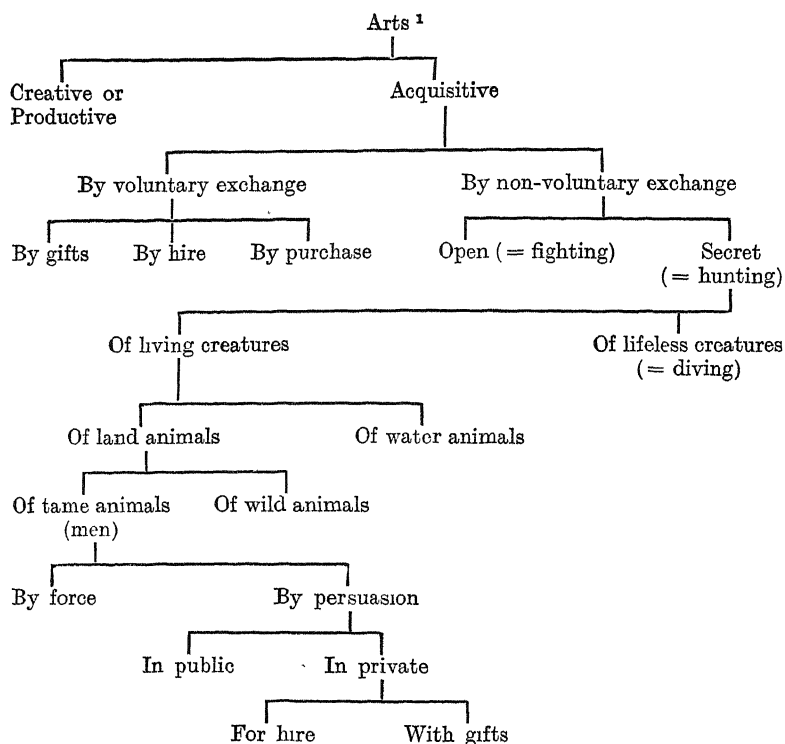 Arts ¹
Creative or
Productive
Acquisitive
By voluntary exchange
By non-voluntary exchange
By gifts
By hire
By purchase
Open (= fighting)
Secret
(= hunting)
Of living creatures
Of lifeless creatures
(= diving)
Of land animals
Of water animals
Of tame animals
(men)
Of wild animals
By force
By persuasion
In public
In private
For hire
With gifts